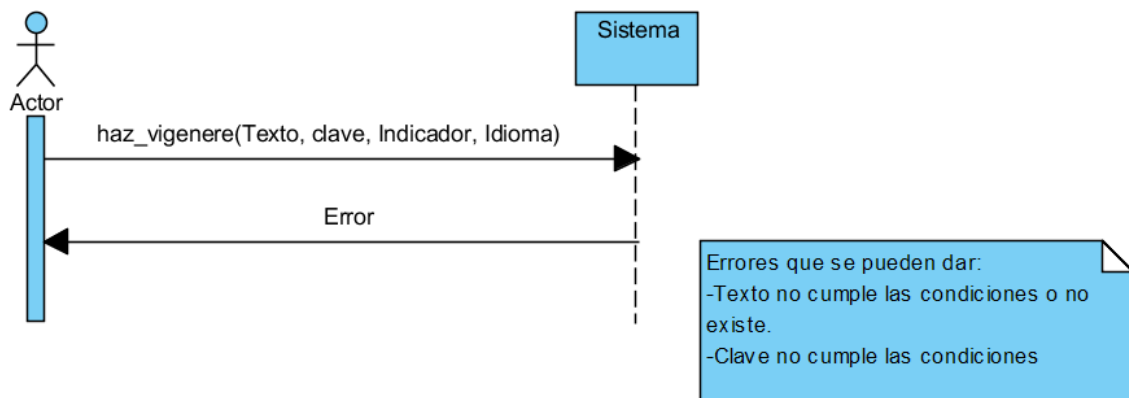 Sistema
Actor
haz_vigenere(Texto, clave, Indicador, Idioma)
Error
Errores que se pueden dar:
-Texto no cumple las condiciones o no
existe.
-Clave no cumple las condiciones